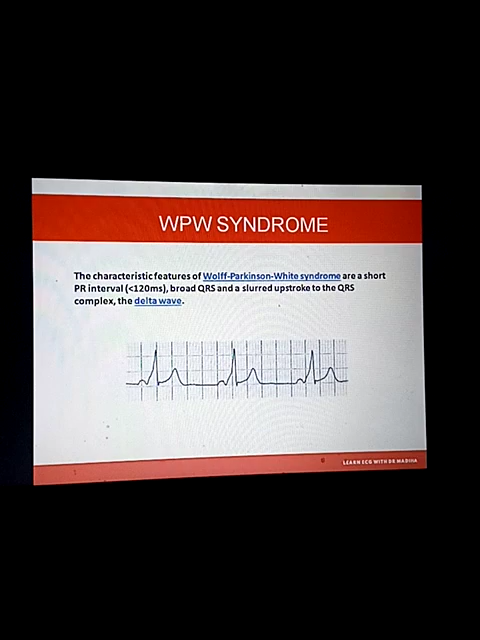 WPW SYNDROME
The characteristic features of Wolff-Parkinson-White syndrome are a short
PR interval (<120ms), broad QRS and a slurred upstroke to the QRS
complex, the delta wave.
LEARN ECG WITH DR MADIHA